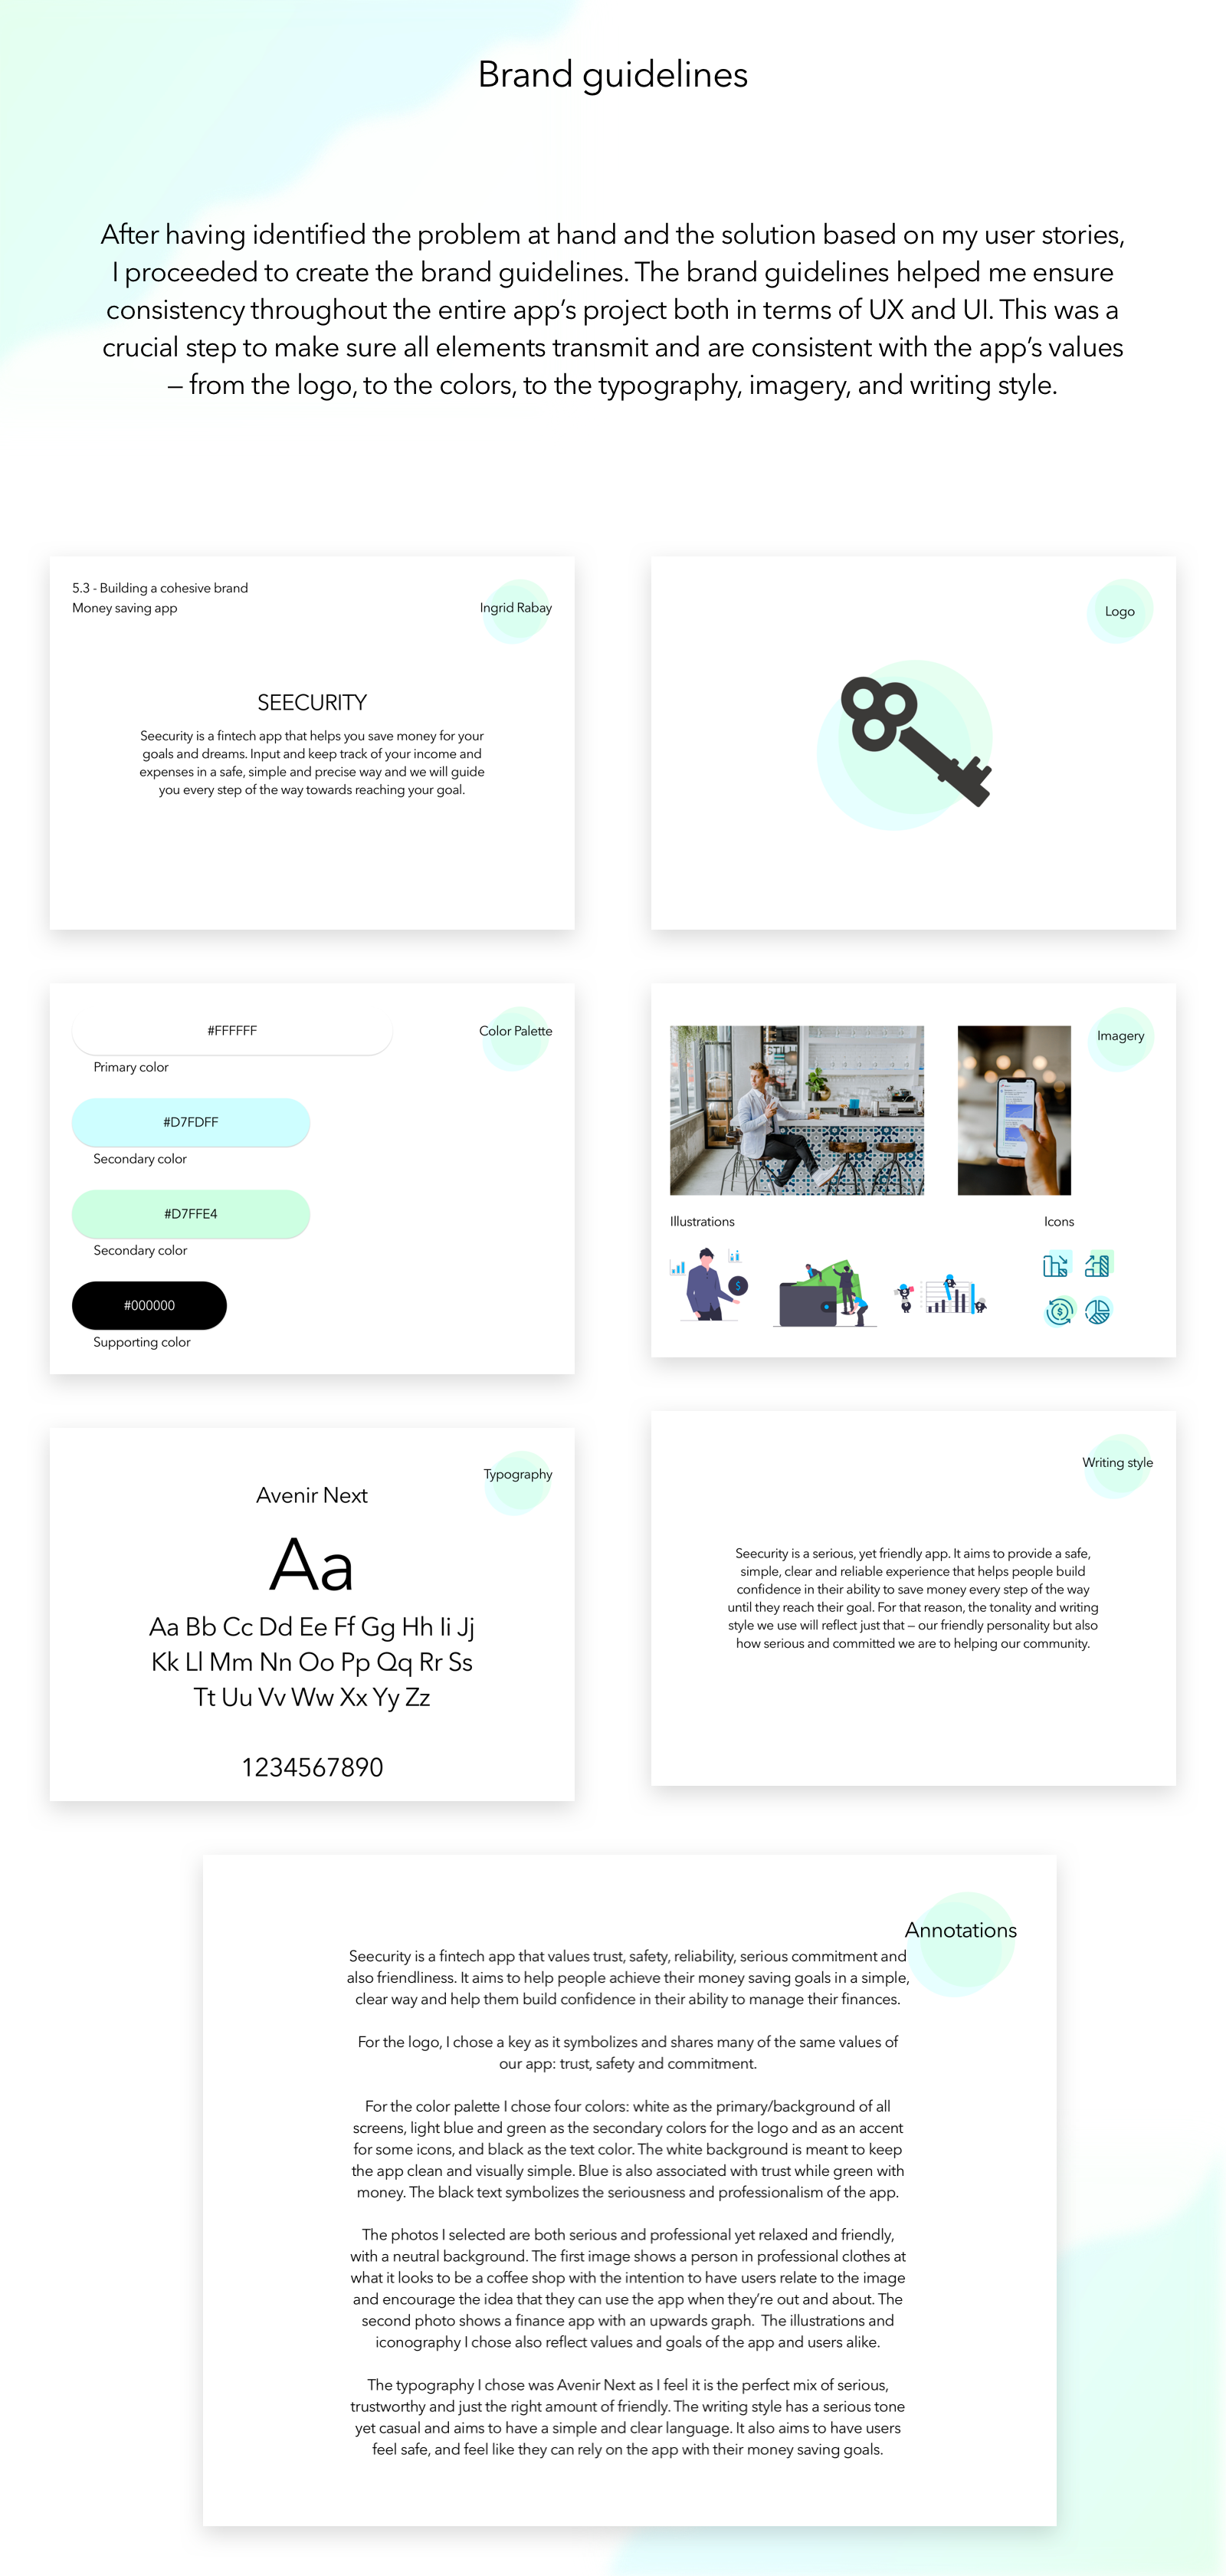 Brand guidelines
After having identified the problem at hand and the solution based on my user stories,
I proceeded to create the brand guidelines. The brand guidelines helped me ensure
consistency throughout the entire app's project both in terms of UX and UI. This was a
crucial step to make sure all elements transmit and are consistent with the app's values
– from the logo, to the colors, to the typography, imagery, and writing style.
5.3 - Building a cohesive brand
Money saving app
Ingrid Rabay
SEECURITY
Seecurity is a fintech app that helps you save money for your
goals and dreams. Input and keep track of your income and
expenses in a safe, simple and precise way and we will guide
you every step of the way towards reaching your goal.
Logo
Color Palette
#FFFFFF
Primary color
#D7FDFF
Secondary color
#D7FFE4
Secondary color
#000000
Supporting color
Imagery
Illustrations
Icons
Typography
Avenir Next
Aa
Aa Bb Cc Dd Ee Ff Gg Hh Ii Jj
Kk Ll Mm Nn Oo Pp Qq Rr Ss
Tt Uu Vv Ww Xx Yy Zz
1234567890
Writing style
Seecurity is a serious, yet friendly app. It aims to provide a safe,
simple, clear and reliable experience that helps people build
confidence in their ability to save money every step of the way
until they reach their goal. For that reason, the tonality and writing
style we use will reflect just that – our friendly personality but also
how serious and committed we are to helping our community.
Annotations
Seecurity is a fintech app that values trust, safety, reliability, serious commitment and
also friendliness. It aims to help people achieve their money saving goals in a simple,
clear way and help them build confidence in their ability to manage their finances.
For the logo, I chose a key as it symbolizes and shares many of the same values of
our app: trust, safety and commitment.
For the color palette I chose four colors: white as the primary/background of all
screens, light blue and green as the secondary colors for the logo and as an accent
for some icons, and black as the text color. The white background is meant to keep
the app clean and visually simple. Blue is also associated with trust while green with
money. The black text symbolizes the seriousness and professionalism of the app.
The photos I selected are both serious and professional yet relaxed and friendly,
with a neutral background. The first image shows a person in professional clothes at
what it looks to be a coffee shop with the intention to have users relate to the image
and encourage the idea that they can use the app when they're out and about. The
second photo shows a finance app with an upwards graph. The illustrations and
iconography I chose also reflect values and goals of the app and users alike.
The typography I chose was Avenir Next as I feel it is the perfect mix of serious,
trustworthy and just the right amount of friendly. The writing style has a serious tone
yet casual and aims to have a simple and clear language. It also aims to have users
feel safe, and feel like they can rely on the app with their money saving goals.